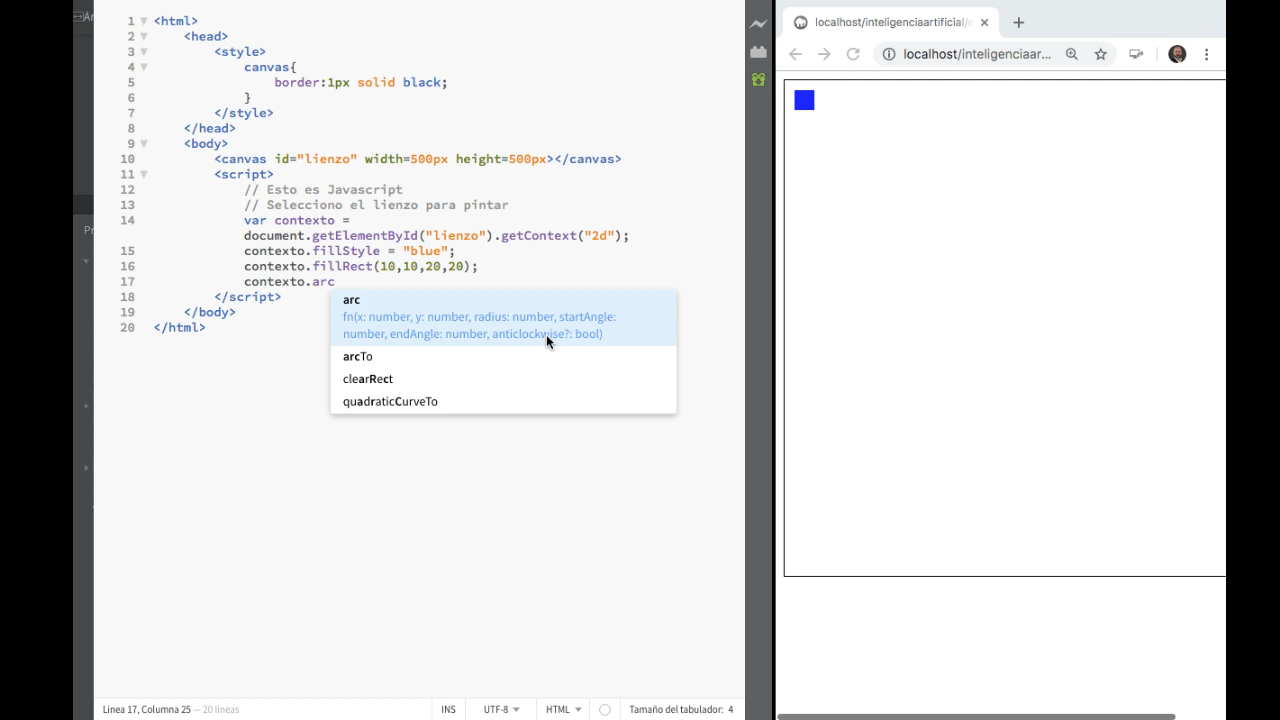 1 <html>
2 <head>
3 <style>
4 canvas{
5 border:1px solid black;
6 }
7 </style>
8 </head>
9 <body>
10 <canvas id="lienzo" width=500px height=500px></canvas>
11 <script>
12 // Esto es Javascript
13 // Selecciono el lienzo para pintar
14 var contexto =
document.getElementById("lienzo").getContext("2d");
15 contexto.fillStyle = "blue";
16 contexto.fillRect(10,10,20,20);
17 contexto.arc
18 </script>
19 </body>
20 </html>
arc
fn(x: number, y: number, radius: number, startAngle:
number, endAngle: number, anticlockwise?: bool)
arcTo
clearRect
quadraticCurveTo
Línea 17, Columna 25 — 20 líneas
INS
UTF-8
HTML
Tamaño del tabulador: 4
Pr
localhost/inteligenciaartificial/
localhost/inteligenciaar...